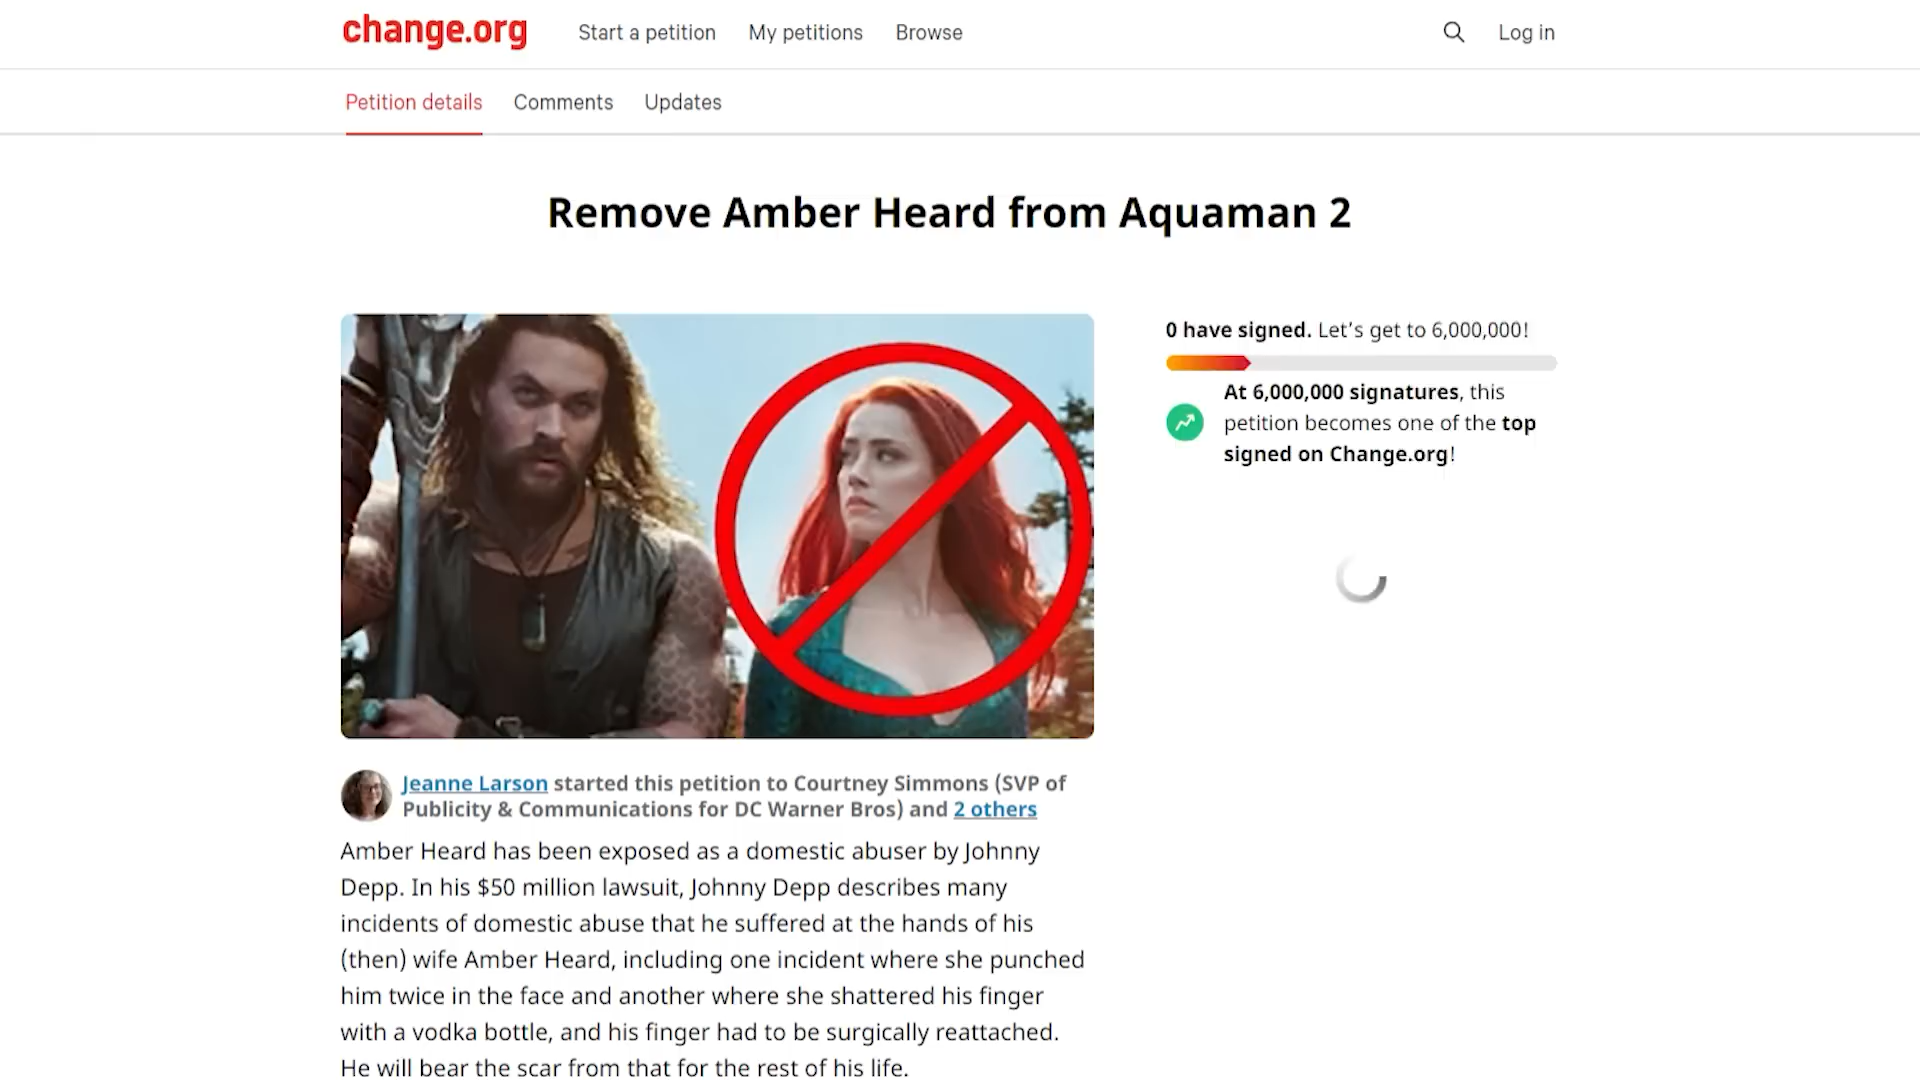 change.org
Start a petition
My petitions
Browse
Log in
Petition details
Comments
Updates
Remove Amber Heard from Aquaman 2
0 have signed. Let’s get to 6,000,000!
At 6,000,000 signatures, this
petition becomes one of the top
signed on Change.org!
Jeanne Larson started this petition to Courtney Simmons (SVP of
Publicity & Communications for DC Warner Bros) and 2 others
Amber Heard has been exposed as a domestic abuser by Johnny
Depp. In his $50 million lawsuit, Johnny Depp describes many
incidents of domestic abuse that he suffered at the hands of his
(then) wife Amber Heard, including one incident where she punched
him twice in the face and another where she shattered his finger
with a vodka bottle, and his finger had to be surgically reattached.
He will bear the scar from that for the rest of his life.